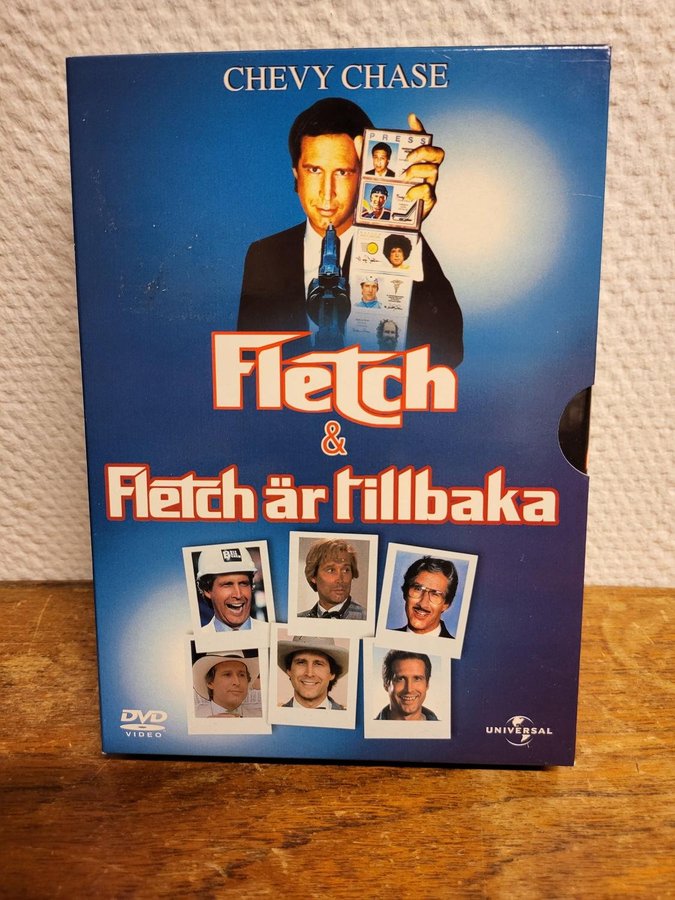 CHEVY CHASE
PRESS
Fletch
&
Fletch är tillbaka
DVD
VIDEO
UNIVERSAL